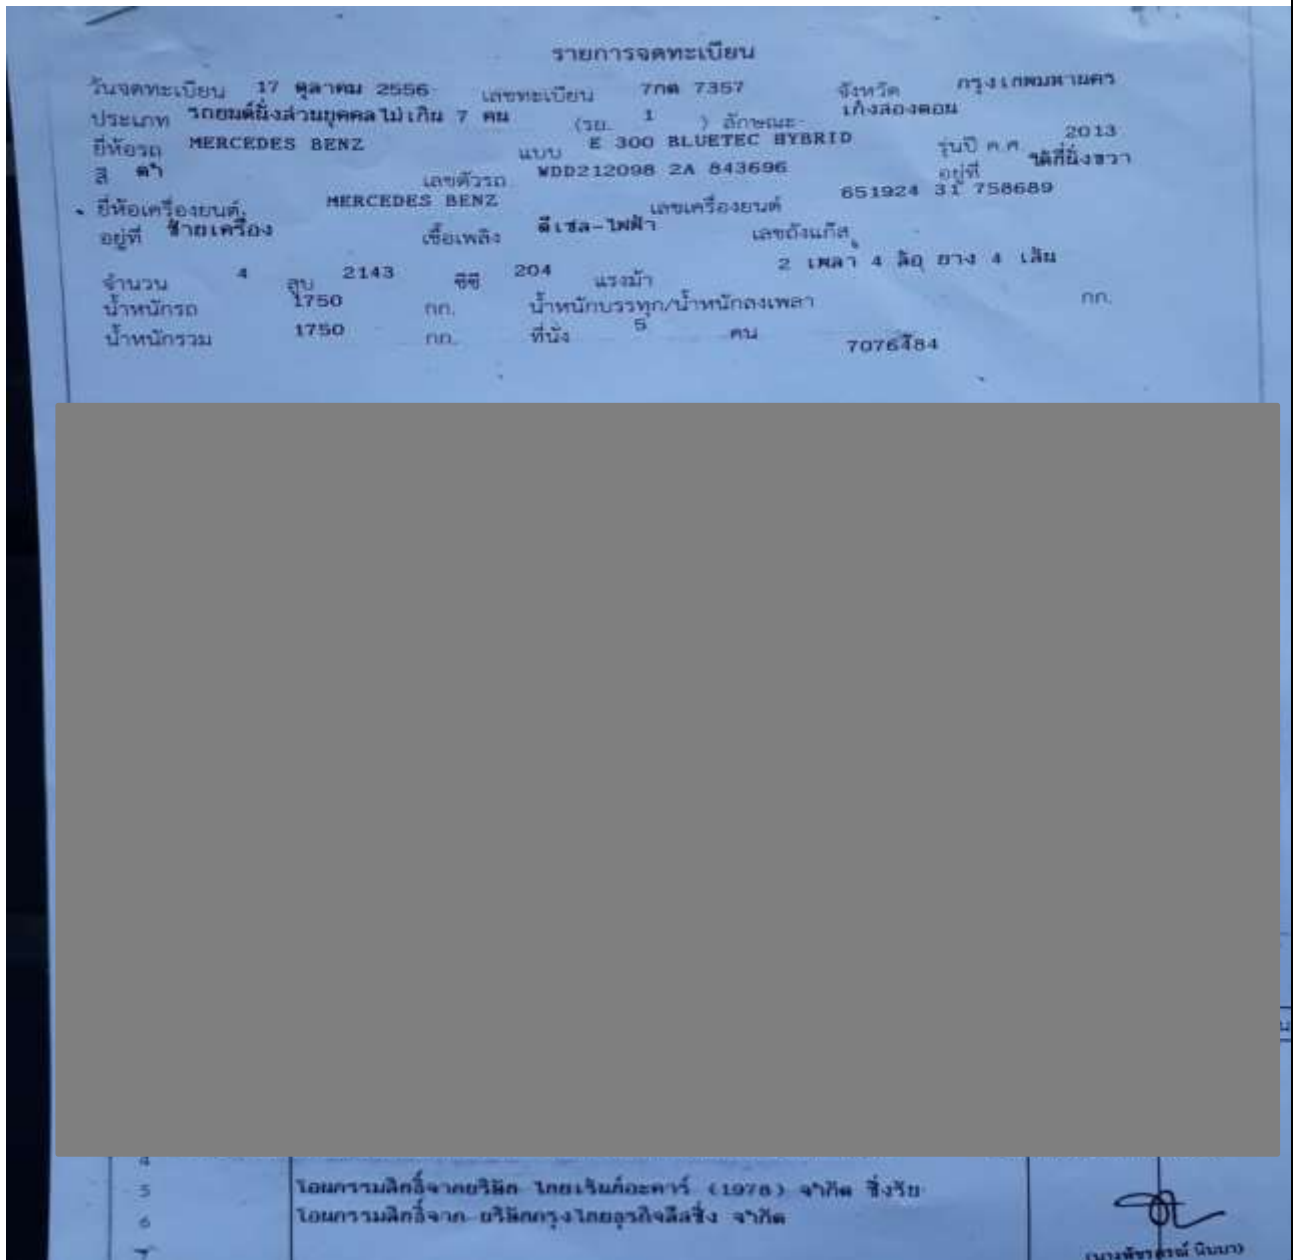 รายการจดทะเบียน
วันจดทะเบียน 17 ตุลาคม 2556 เลขทะเบียน 7กต 7357 จังหวัด กรุงเทพมหานคร
ประเภท รถยนต์นั่งส่วนบุคคลไม่เกิน 7 คน (รย. 1 ) ลักษณะ เก๋งสองตอน
ยี่ห้อรถ MERCEDES BENZ แบบ E 300 BLUETEC HYBRID รุ่นปี ค.ศ. 2013
สี ดำ เลขตัวรถ WDD212098 2A 843696 อยู่ที่ ใต้ที่นั่งขวา
ยี่ห้อเครื่องยนต์ MERCEDES BENZ เลขเครื่องยนต์ 651924 31 758689
อยู่ที่ ซ้ายเครื่อง เชื้อเพลิง ดีเซล-ไฟฟ้า เลขถังแก๊ส
จำนวน 4 สูบ 2143 ซีซี 204 แรงม้า 2 เพลา 4 ล้อ ยาง 4 เส้น
น้ำหนักรถ 1750 กก. น้ำหนักบรรทุก/น้ำหนักลงเพลา กก.
น้ำหนักรวม 1750 กก. ที่นั่ง 5 คน 7076484
4
5 โอนกรรมสิทธิ์จากบริษัท ไทยเร้นท์อะคาร์ (1978) จำกัด
6 โอนกรรมสิทธิ์จาก บริษัทกรุงไทยธุรกิจลีสซิ่ง จำกัด
7